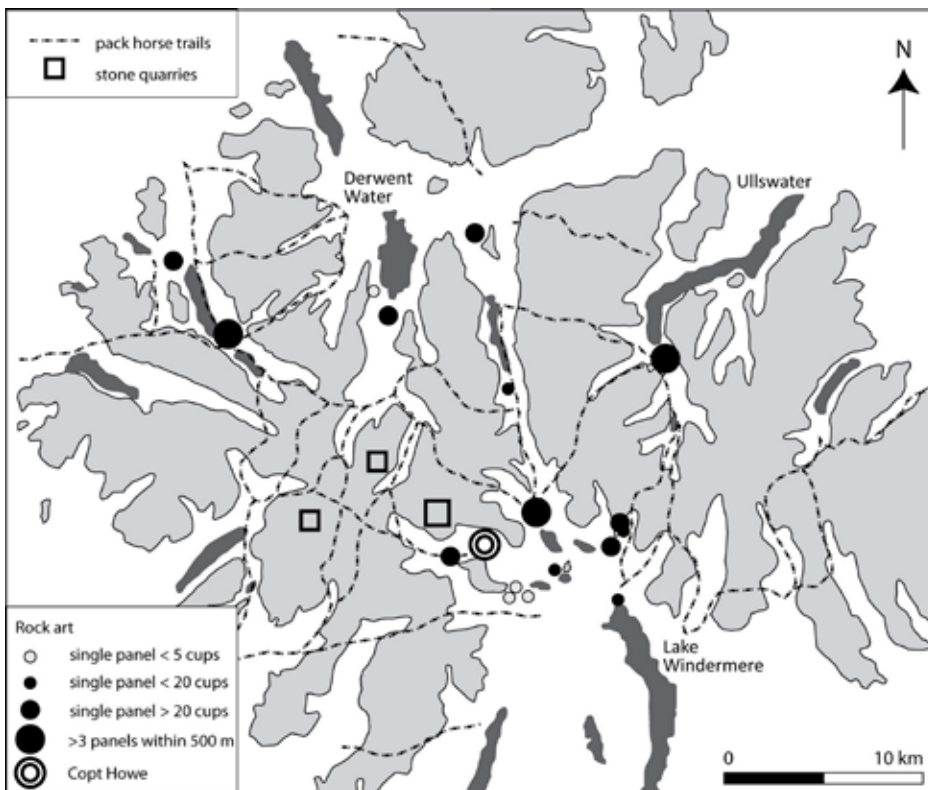 pack horse trails
stone quarries
N
Derwent
Water
Ullswater
Lake
Windermere
Rock art
single panel < 5 cups
single panel < 20 cups
single panel > 20 cups
>3 panels within 500 m
Copt Howe
0 10 km